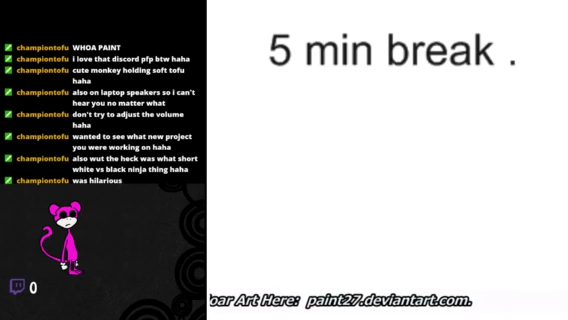 championtofu WHOA PAINT
championtofu i love that discord pfp btw haha
championtofu cute monkey holding soft tofu
haha
championtofu also on laptop speakers so i can't
hear you no matter what
championtofu don't try to adjust the volume
haha
championtofu wanted to see what new project
you were working on haha
championtofu also wut the heck was what short
white vs black ninja thing haha
championtofu was hilarious
0
5 min break .
Art Here: paint27.deviantart.com.